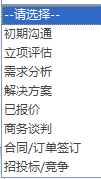 --请选择--
初期沟通
立项评估
需求分析
解决方案
已报价
商务谈判
合同/订单签订
招投标/竞争